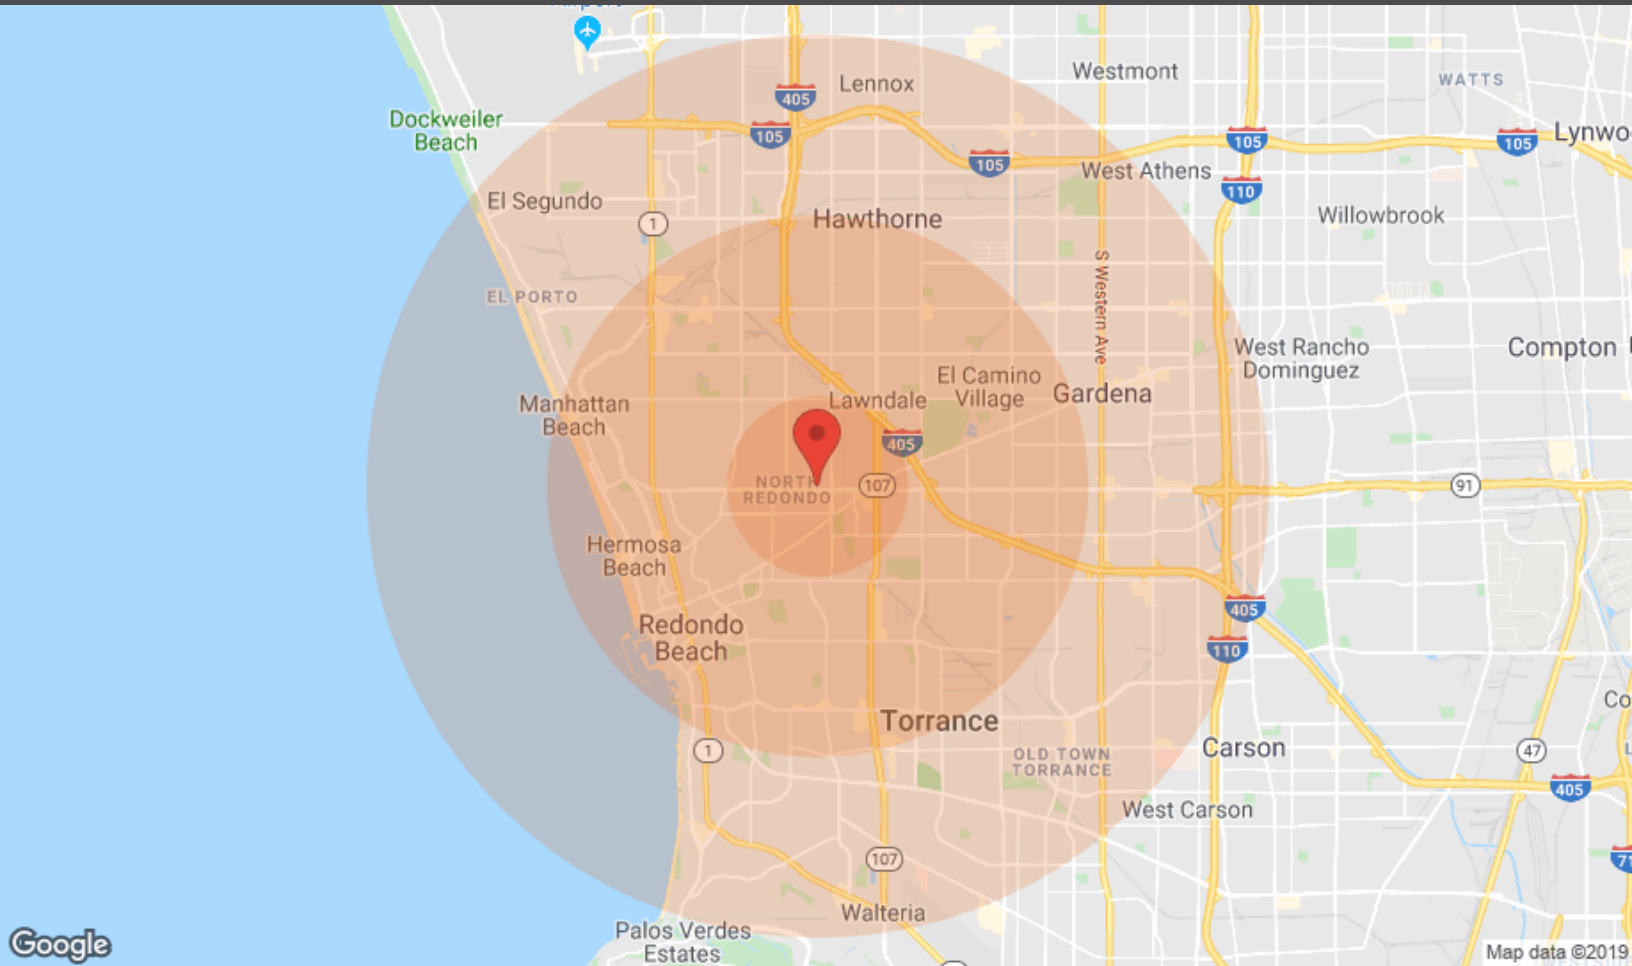 Airport
Lennox
Westmont
WATTS
405
Dockweiler
Beach
105
105
105
105
Lynwo
West Athens
110
El Segundo
1
Hawthorne
Willowbrook
S Western Ave
EL PORTO
West Rancho
Dominguez
Compton
El Camino
Village
Gardena
Manhattan
Beach
Lawndale
405
NORTH
REDONDO
107
91
Hermosa
Beach
405
Redondo
Beach
110
Co
Torrance
1
OLD TOWN
TORRANCE
Carson
47
405
West Carson
107
71
Walteria
Palos Verdes
Estates
Google
Map data ©2019